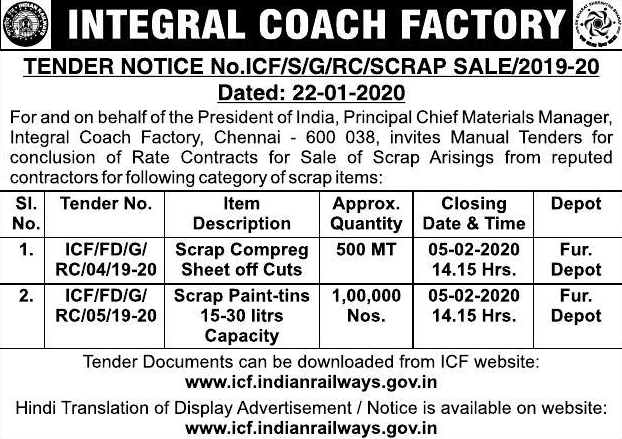 INTEGRAL COACH FACTORY
TENDER NOTICE No.ICF/S/G/RC/SCRAP SALE/2019-20
Dated: 22-01-2020
For and on behalf of the President of India, Principal Chief Materials Manager,
Integral Coach Factory, Chennai - 600 038, invites Manual Tenders for
conclusion of Rate Contracts for Sale of Scrap Arisings from reputed
contractors for following category of scrap items:
Sl. No. Tender No. Item Description Approx. Quantity Closing Date & Time Depot
1. ICF/FD/G/ RC/04/19-20 Scrap Compreg Sheet off Cuts 500 MT 05-02-2020 14.15 Hrs. Fur. Depot
2. ICF/FD/G/ RC/05/19-20 Scrap Paint-tins 15-30 litrs Capacity 1,00,000 Nos. 05-02-2020 14.15 Hrs. Fur. Depot
Tender Documents can be downloaded from ICF website:
www.icf.indianrailways.gov.in
Hindi Translation of Display Advertisement / Notice is available on website:
www.icf.indianrailways.gov.in